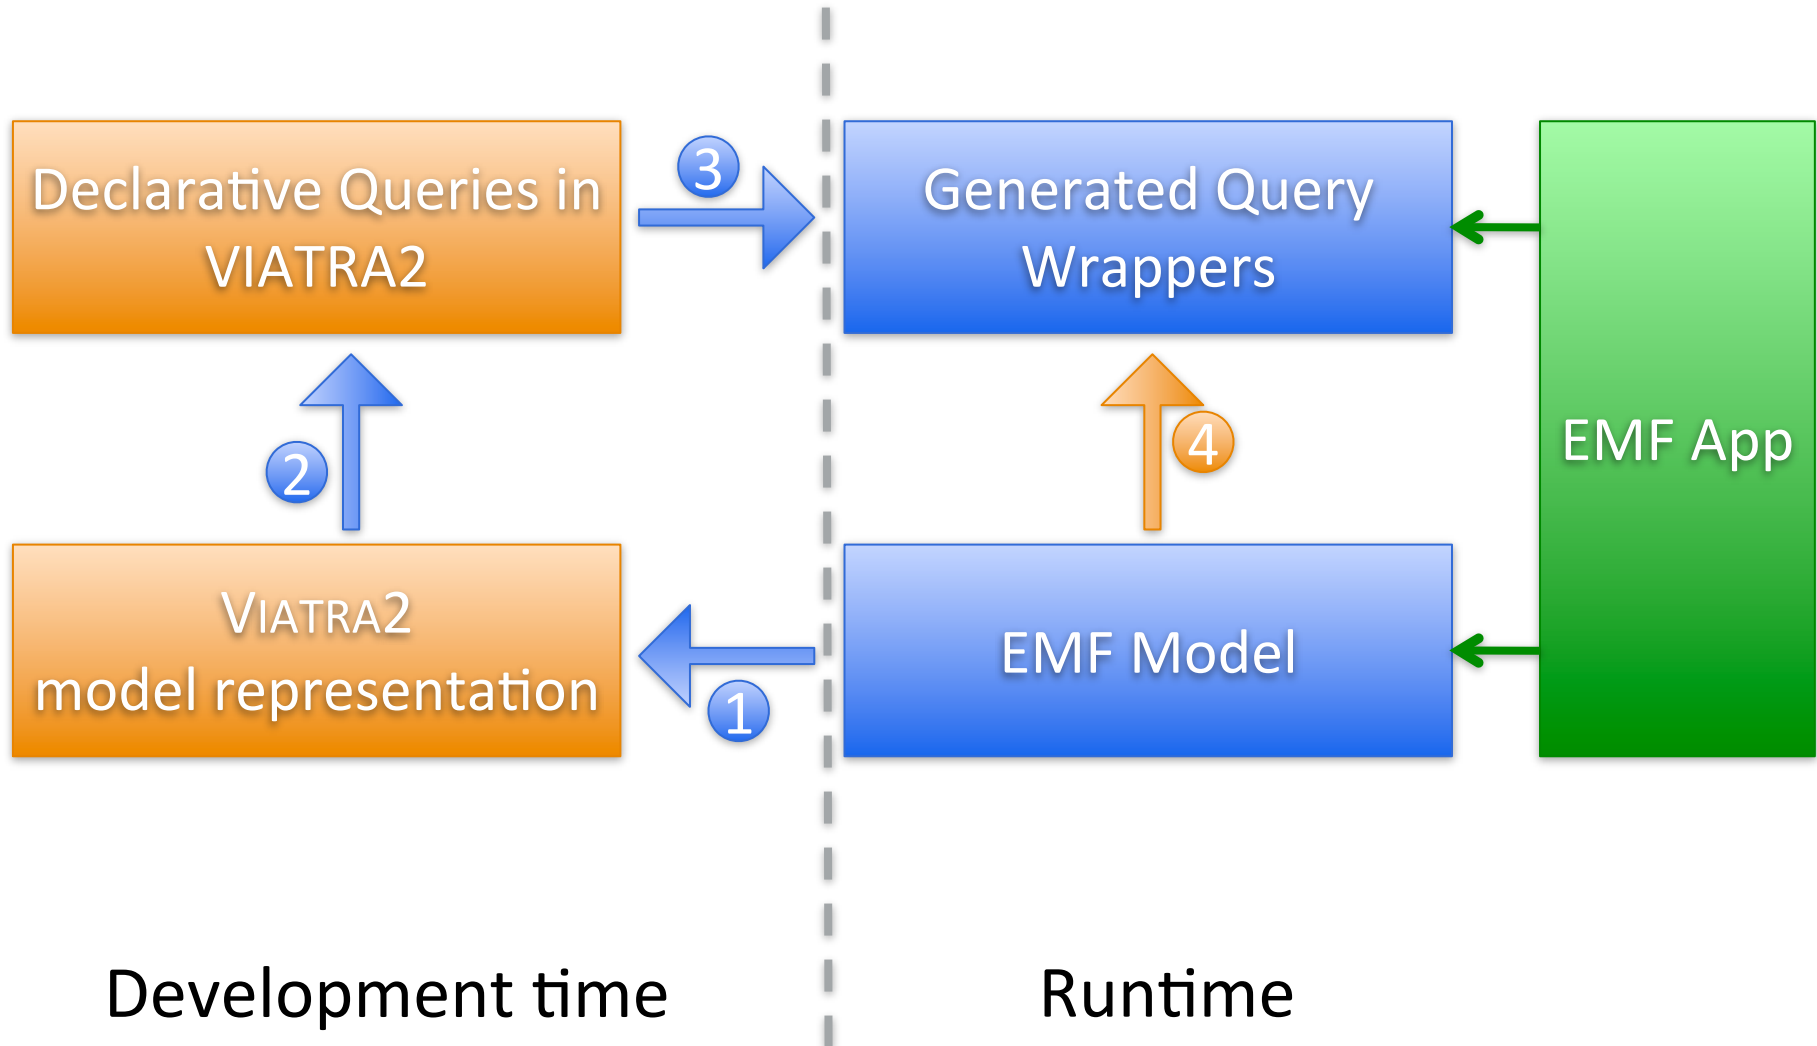 Declarative Queries in
VIATRA2
3
Generated Query
Wrappers
2
4
EMF App
VIATRA2
model representation
1
EMF Model
Development time
Runtime